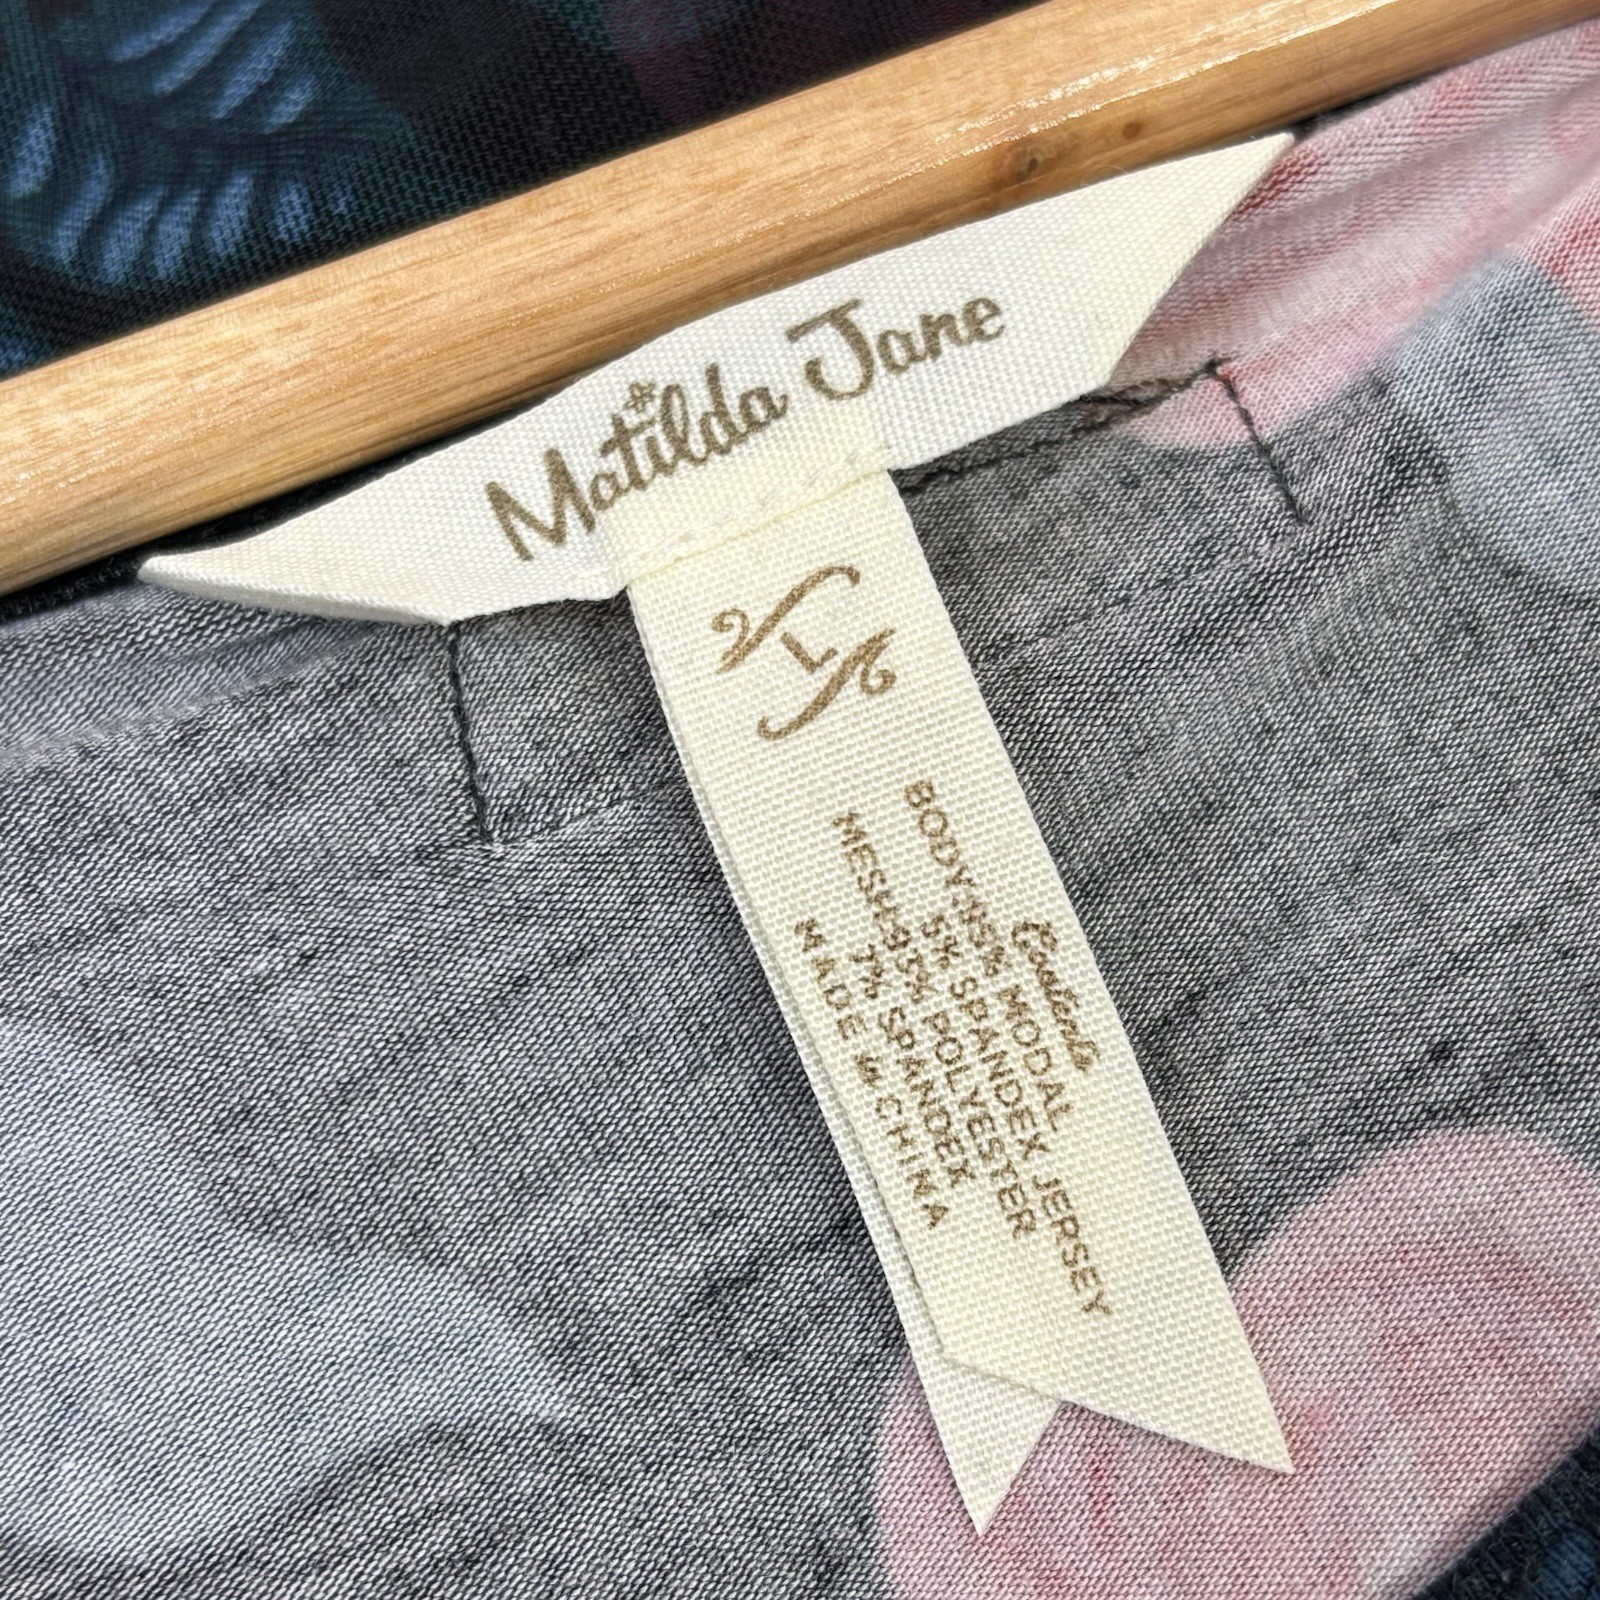 Matilda Jane
L
Contents
BODY:95% MODAL
5% SPANDEX JERSEY
MESH:93% POLYESTER
7% SPANDEX
MADE in CHINA